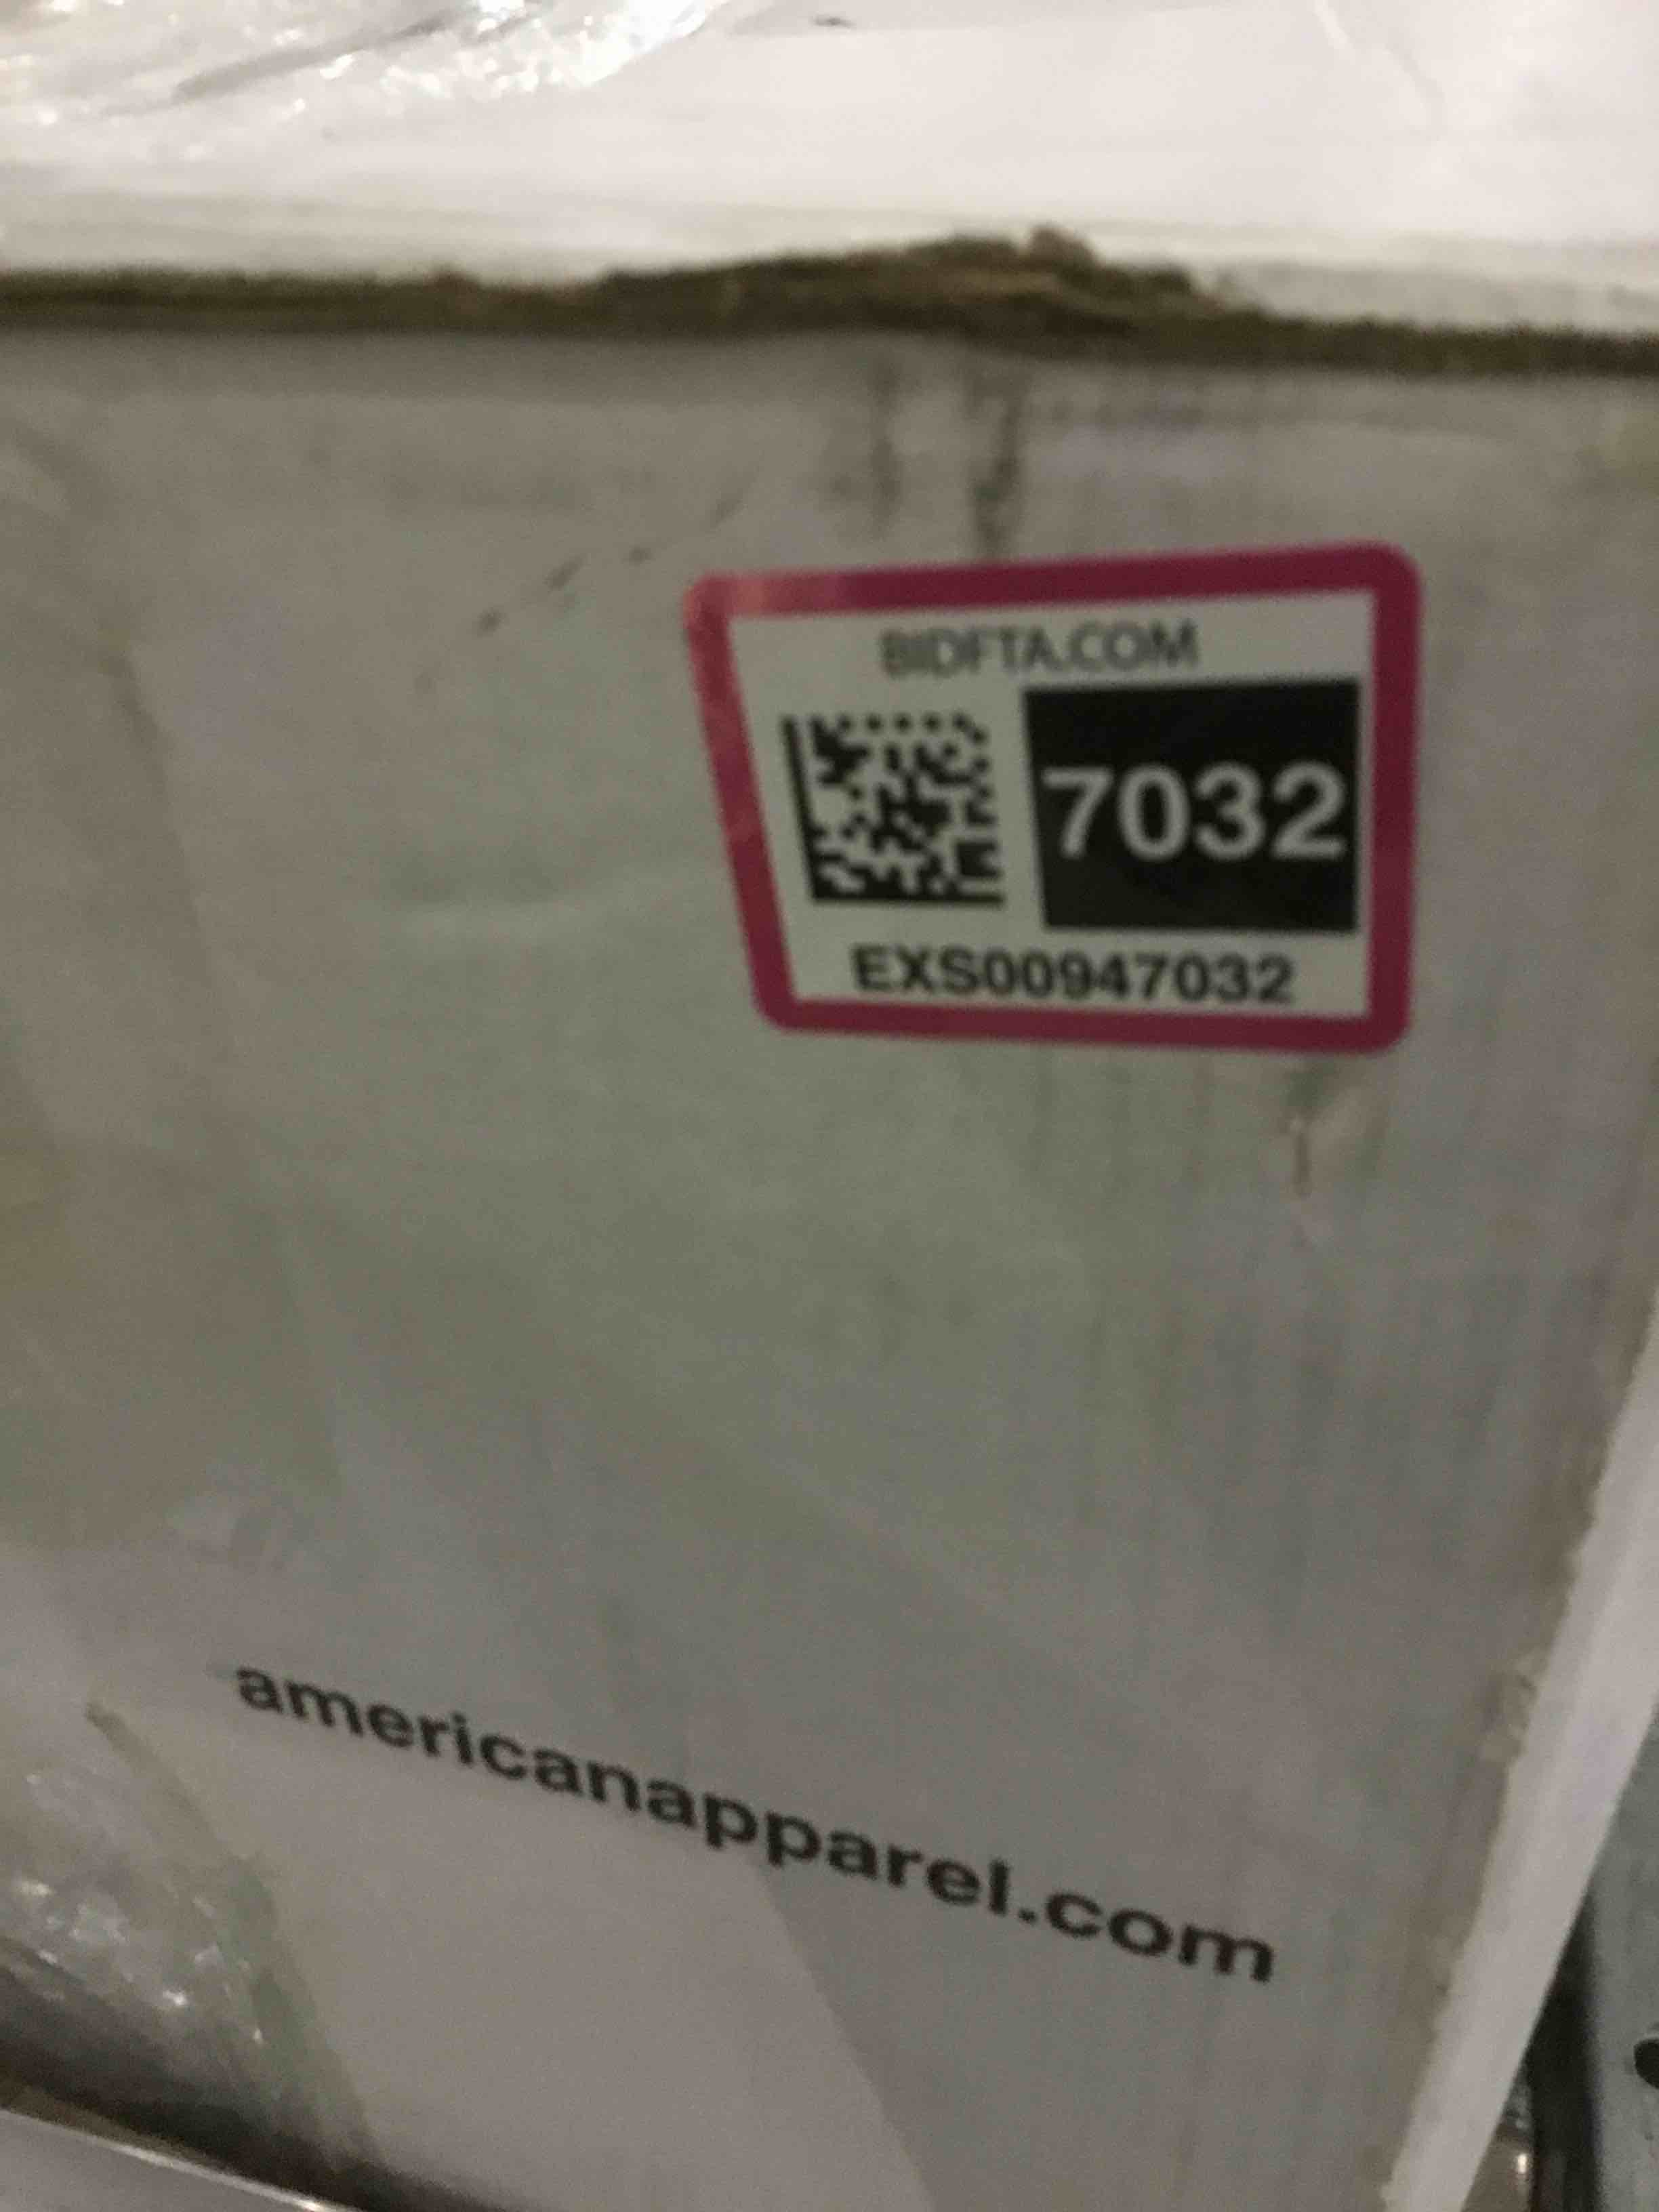 BIDFTA.COM
7032
EXS00947032
americanapparel.com